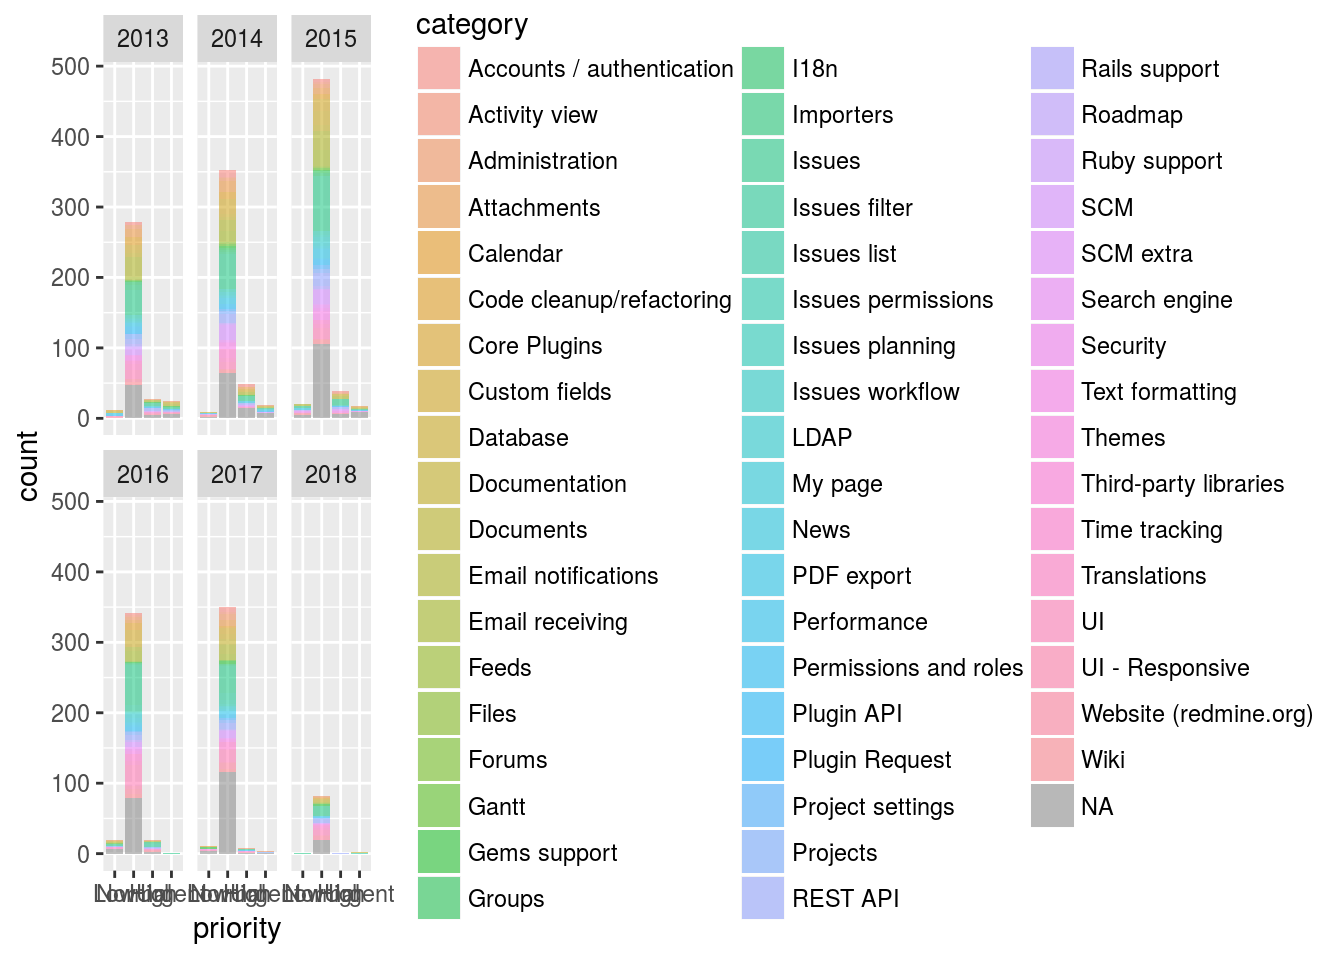 category
2013 2014 2015
500
400
300
200
100
0
2016 2017 2018
500
400
300
200
100
0
count
priority
Accounts / authentication
Activity view
Administration
Attachments
Calendar
Code cleanup/refactoring
Core Plugins
Custom fields
Database
Documentation
Documents
Email notifications
Email receiving
Feeds
Files
Forums
Gantt
Gems support
Groups
I18n
Importers
Issues
Issues filter
Issues list
Issues permissions
Issues planning
Issues workflow
LDAP
My page
News
PDF export
Performance
Permissions and roles
Plugin API
Plugin Request
Project settings
Projects
REST API
Rails support
Roadmap
Ruby support
SCM
SCM extra
Search engine
Security
Text formatting
Themes
Third-party libraries
Time tracking
Translations
UI
UI - Responsive
Website (redmine.org)
Wiki
NA